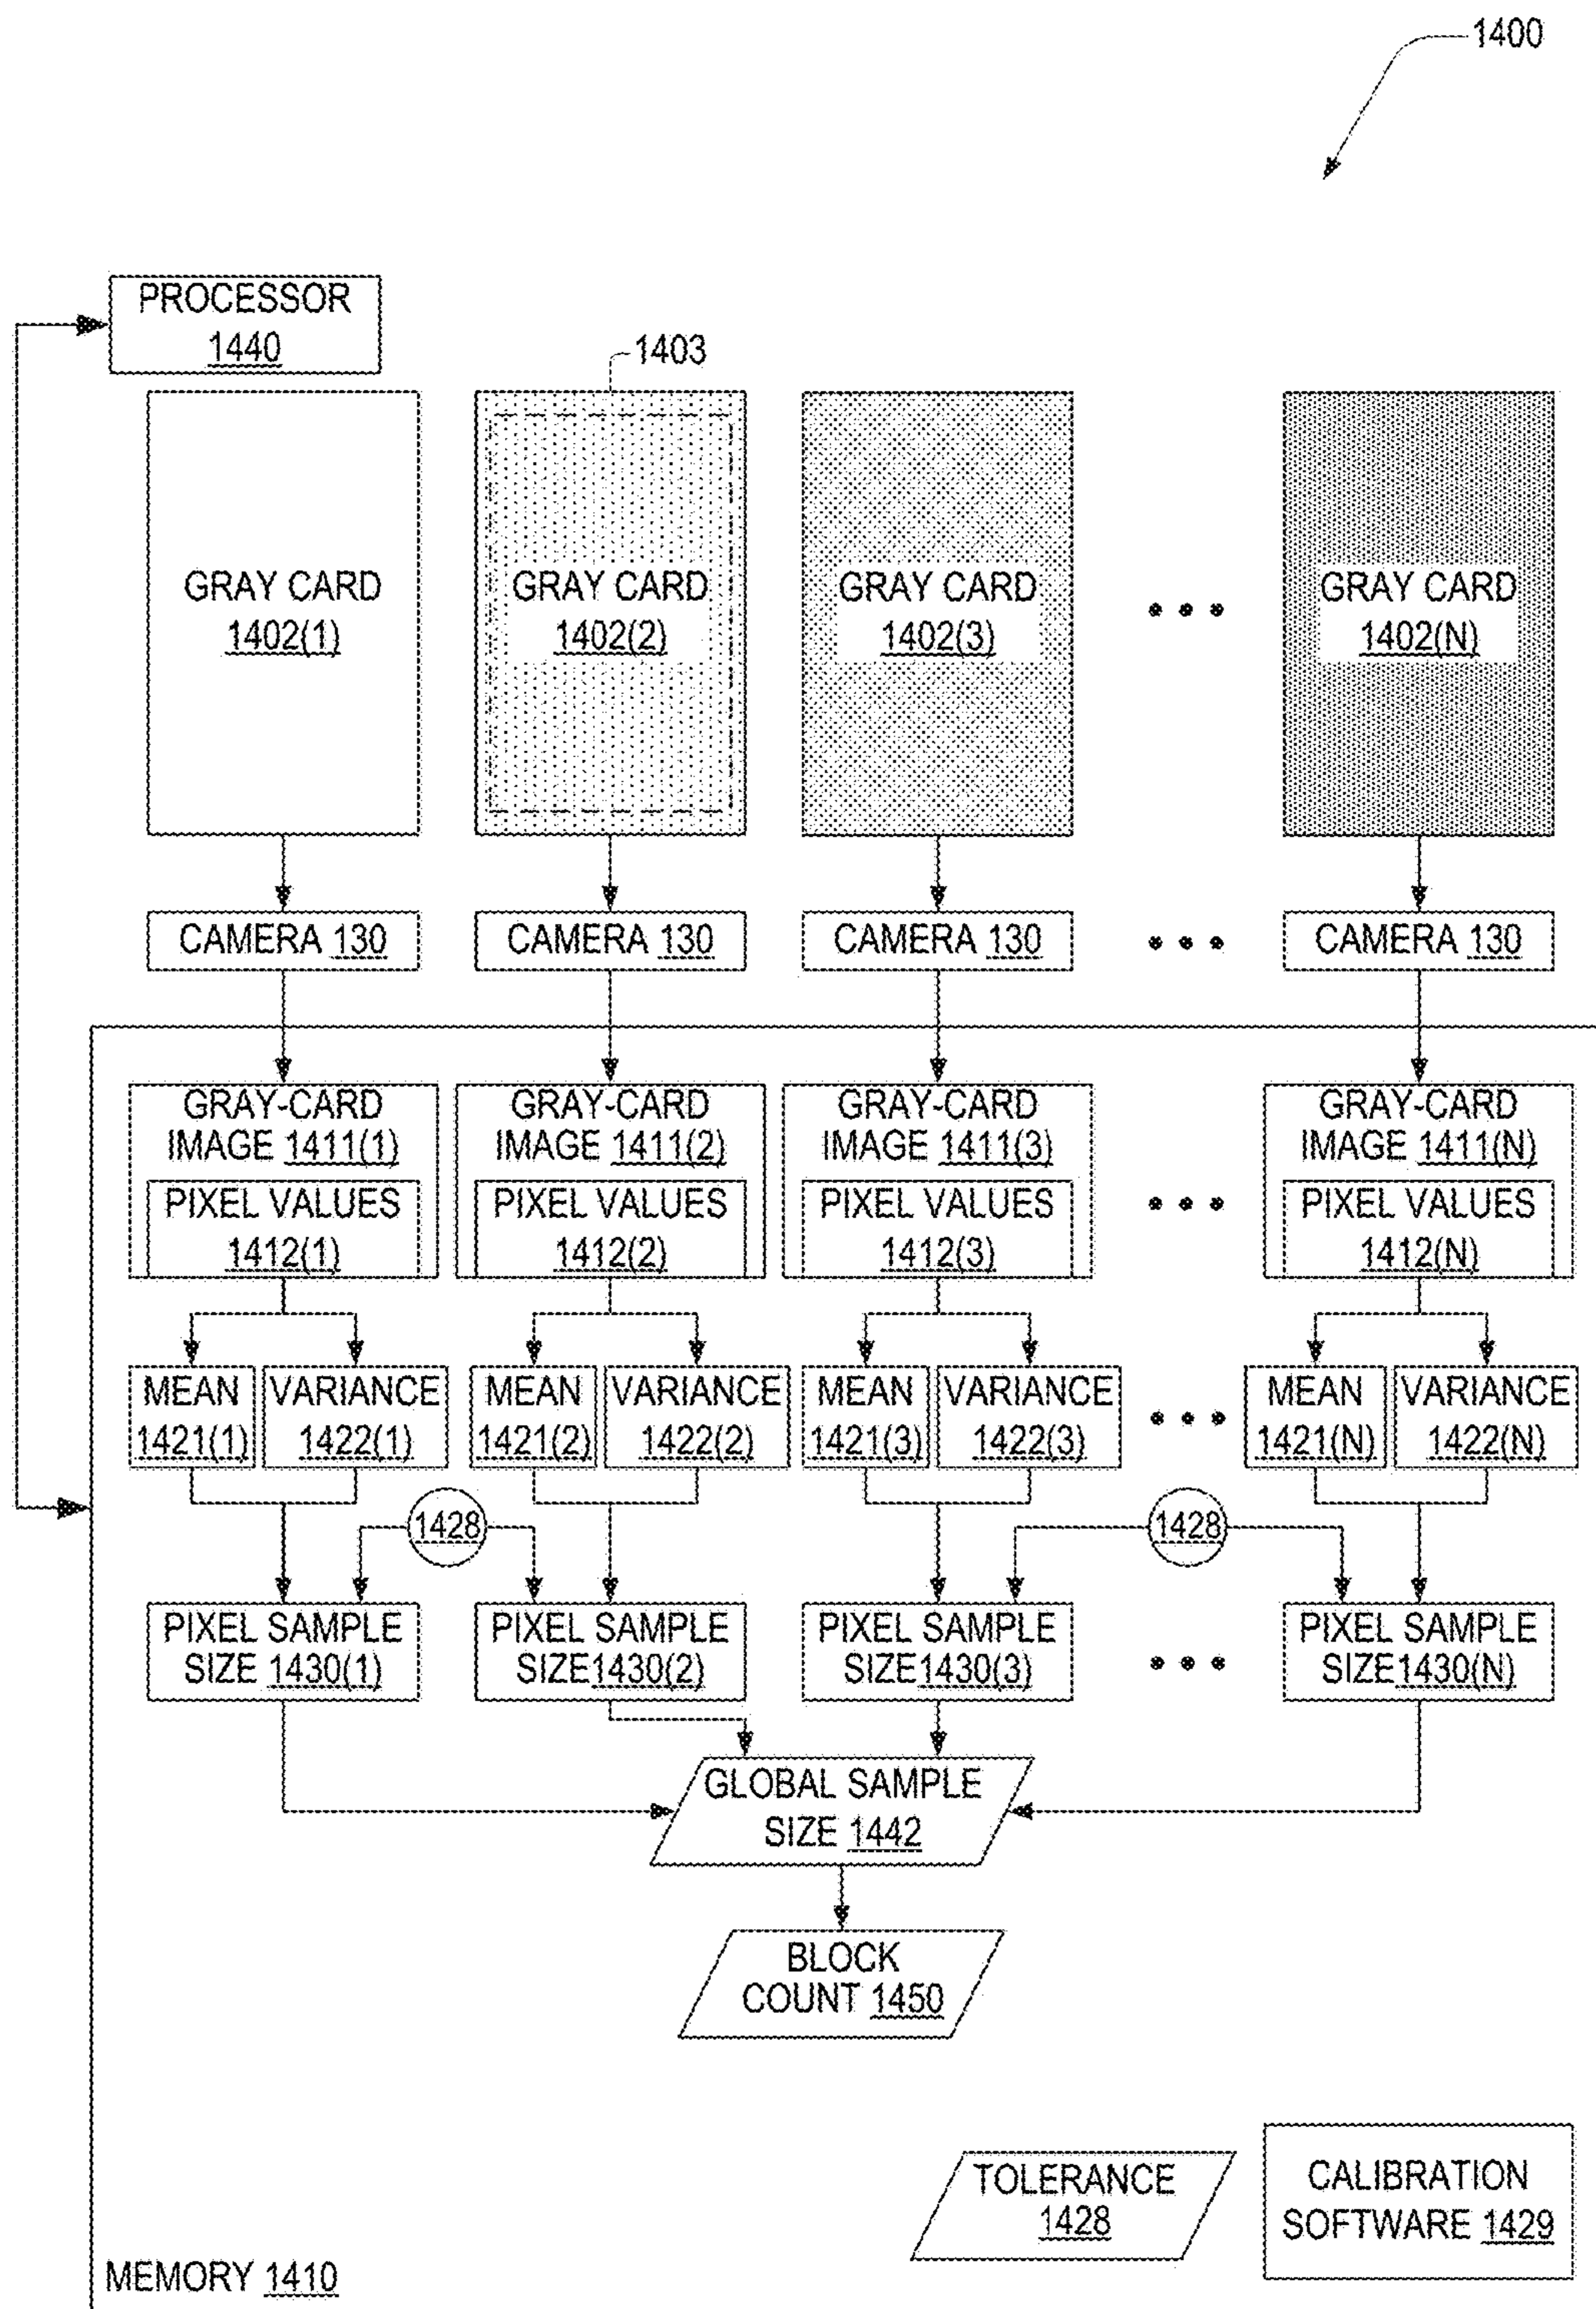 1400
PROCESSOR
1440
1403
GRAY CARD
1402(1)
GRAY CARD
1402(2)
GRAY CARD
1402(3)
GRAY CARD
1402(N)
CAMERA 130
CAMERA 130
CAMERA 130
CAMERA 130
GRAY-CARD
IMAGE 1411(1)
PIXEL VALUES
1412(1)
GRAY-CARD
IMAGE 1411(2)
PIXEL VALUES
1412(2)
GRAY-CARD
IMAGE 1411(3)
PIXEL VALUES
1412(3)
GRAY-CARD
IMAGE 1411(N)
PIXEL VALUES
1412(N)
MEAN
1421(1)
VARIANCE
1422(1)
MEAN
1421(2)
VARIANCE
1422(2)
MEAN
1421(3)
VARIANCE
1422(3)
MEAN
1421(N)
VARIANCE
1422(N)
1428
1428
PIXEL SAMPLE
SIZE 1430(1)
PIXEL SAMPLE
SIZE1430(2)
PIXEL SAMPLE
SIZE1430(3)
PIXEL SAMPLE
SIZE1430(N)
GLOBAL SAMPLE
SIZE 1442
BLOCK
COUNT 1450
TOLERANCE
1428
CALIBRATION
SOFTWARE 1429
MEMORY 1410